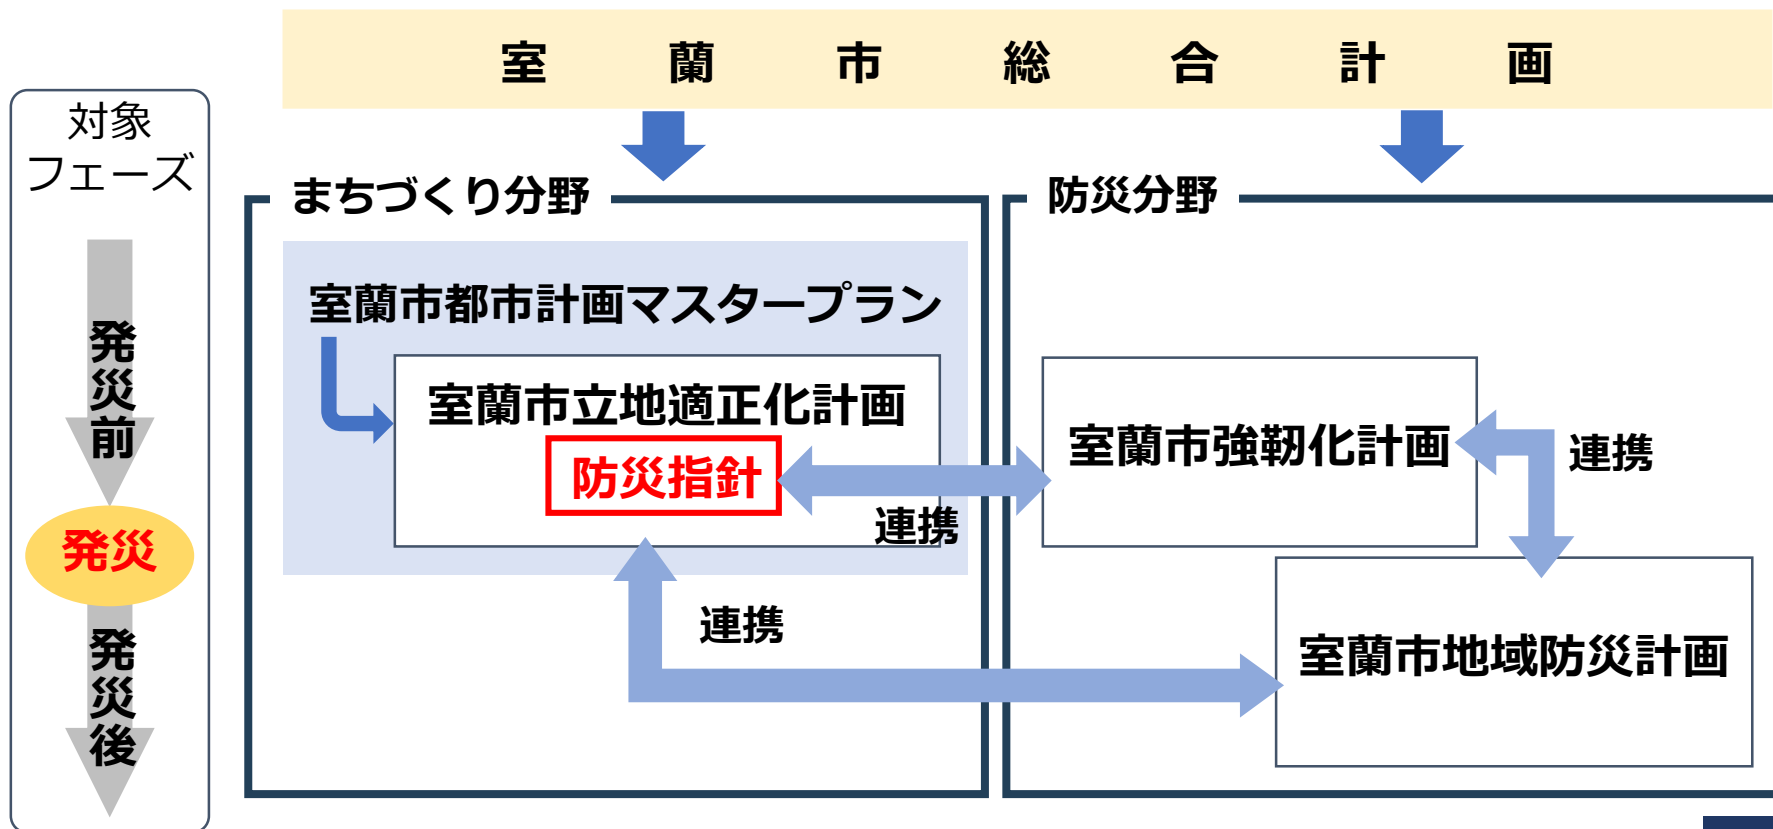 室蘭市総合計画
対象
フェーズ
発災前
発災
発災後
まちづくり分野
室蘭市都市計画マスタープラン
室蘭市立地適正化計画
防災指針
連携
連携
防災分野
室蘭市強靭化計画
連携
室蘭市地域防災計画